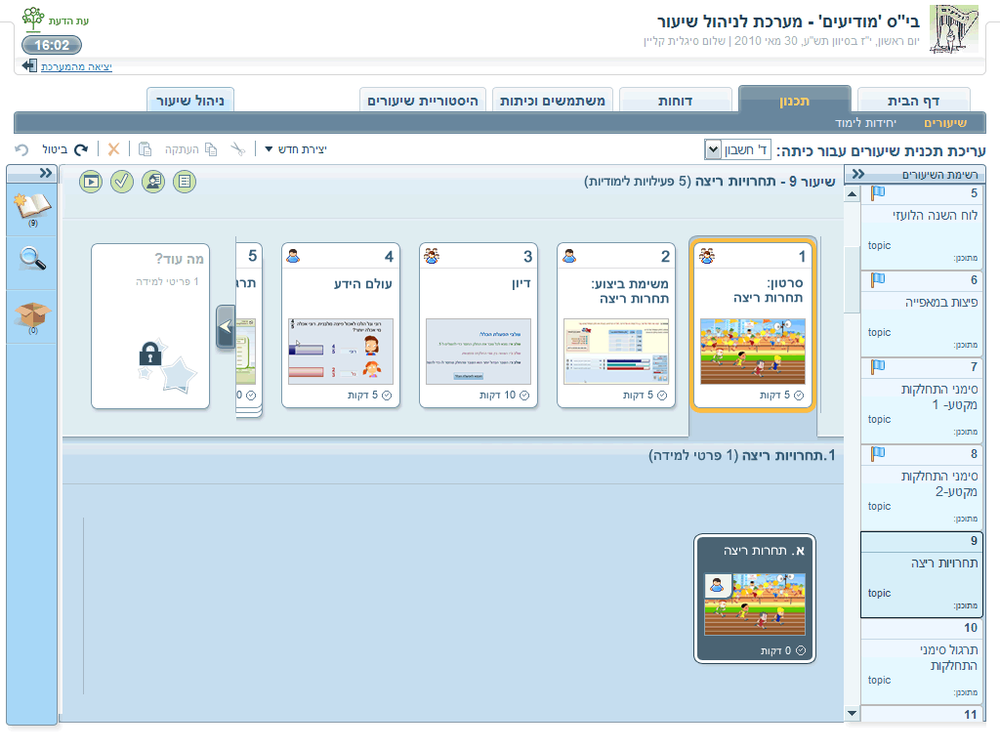 בי"ס 'מודיעים' - מערכת לניהול שיעור
יום ראשון, י"ז בסיוון תש"ע, 30 מאי 2010 | שלום סיגלית קליין
עת הדעת
16:02
יציאה מהמערכת
דף הבית
תכנון
דוחות
משתמשים וכיתות
היסטוריית שיעורים
ניהול שיעור
שיעורים
יחידות לימוד
עריכת תכנית שיעורים עבור כיתה:
ד' חשבון
יצירת חדש
העתקה
ביטול
רשימת השיעורים
5
לוח השנה הלועזי
topic
מתוכנן:
6
פיצות במאפייה
topic
מתוכנן:
7
סימני התחלקות
מקטע- 1
topic
מתוכנן:
8
סימני התחלקות
מקטע-2
topic
מתוכנן:
9
תחרויות ריצה
topic
מתוכנן:
10
תרגול סימני
התחלקות
topic
מתוכנן:
11
שיעור 9 - תחרויות ריצה (5 פעילויות לימודיות)
1
סרטון:
תחרות ריצה
5 דקות
2
משימת ביצוע:
תחרות ריצה
5 דקות
3
דיון
10 דקות
4
עולם הידע
5 דקות
5
תרג
0
מה עוד?
1 פריטי למידה
1.תחרויות ריצה (1 פרטי למידה)
א. תחרות ריצה
0 דקות
(9)
(0)